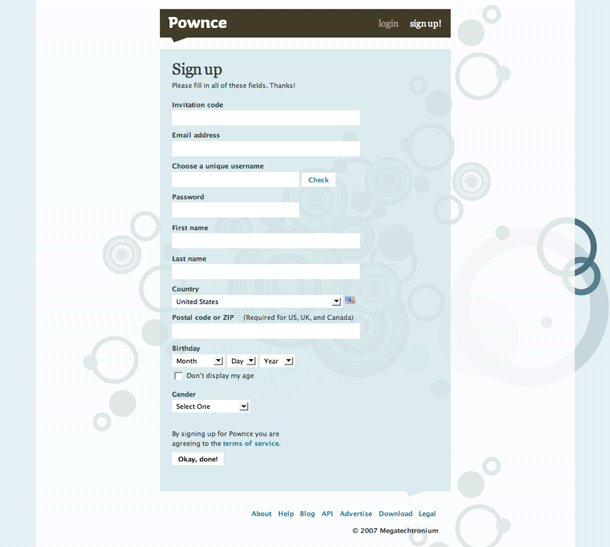 Pownce
login sign up!
Sign up
Please fill in all of these fields. Thanks!
Invitation code
Email address
Choose a unique username
Check
Password
First name
Last name
Country
United States
Postal code or ZIP (Required for US, UK, and Canada)
Birthday
Month Day Year
Don't display my age
Gender
Select One
By signing up for Pownce you are
agreeing to the terms of service.
Okay, done!
About Help Blog API Advertise Download Legal
© 2007 Megatechtronium